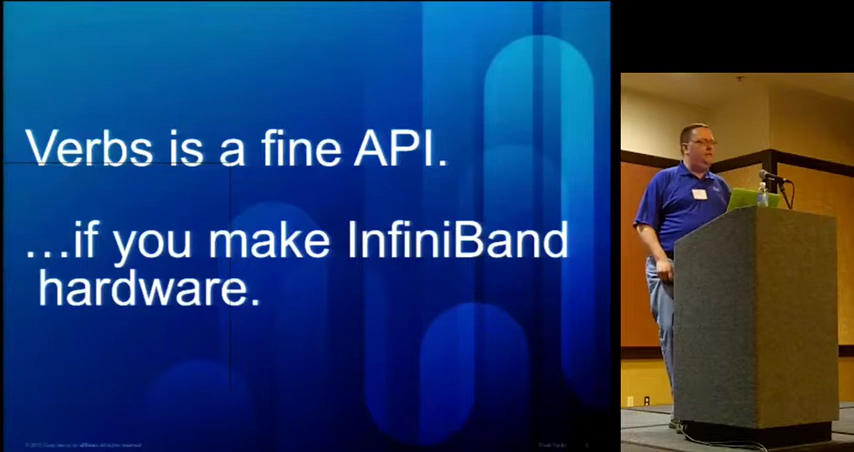 Verbs is a fine API.
…if you make InfiniBand
hardware.